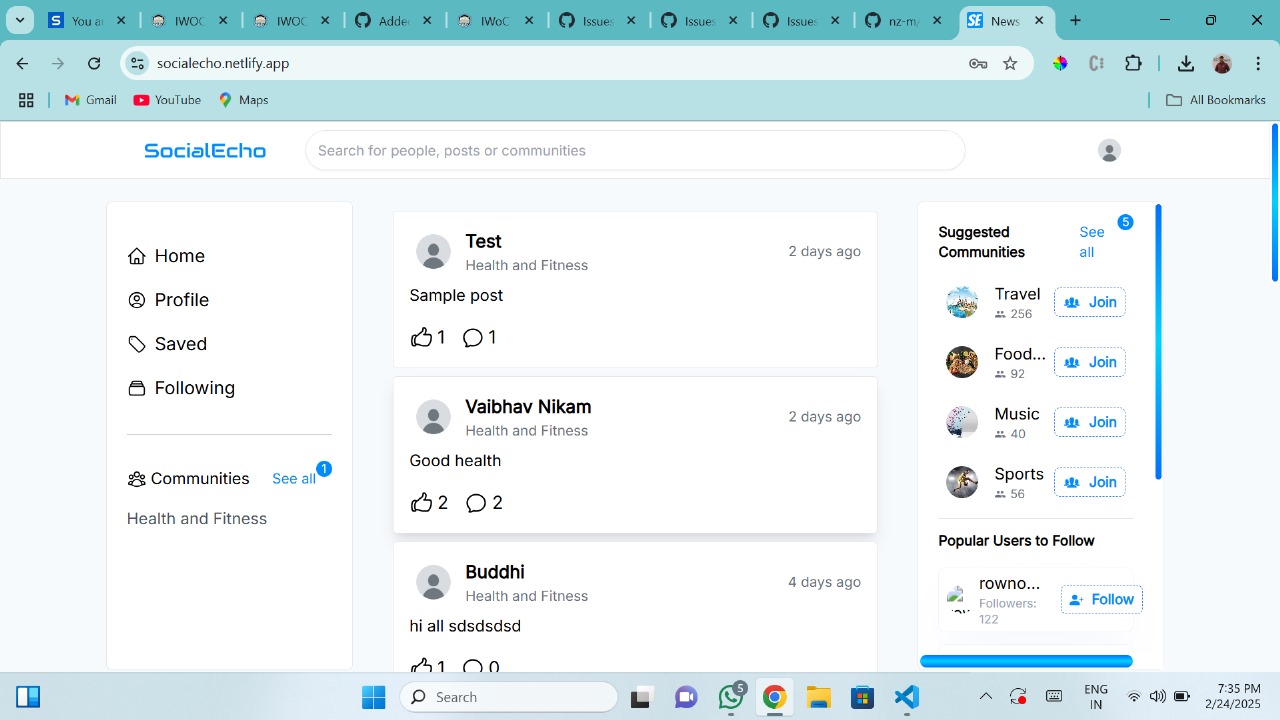 You ar
IWOC
IWOC
Added
IWoC
Issues
Issues
Issues
nz-m/
News
socialecho.netlify.app
Gmail
YouTube
Maps
All Bookmarks
SocialEcho
Search for people, posts or communities
Home
Profile
Saved
Following
Communities
See all
1
Health and Fitness
Test
2 days ago
Health and Fitness
Sample post
1 1
Vaibhav Nikam
2 days ago
Health and Fitness
Good health
2 2
Buddhi
4 days ago
Health and Fitness
hi all sdsdsdsd
1 0
Suggested
Communities
See
all
5
Travel
256
Join
Food...
92
Join
Music
40
Join
Sports
56
Join
Popular Users to Follow
rowno...
Followers:
122
Follow
Search
5
ENG
IN
7:35 PM
2/24/2025